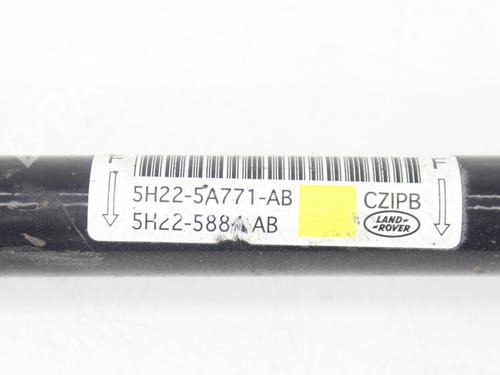 F F
5H22-5A771-AB CZIPB
LAND-
-ROVER